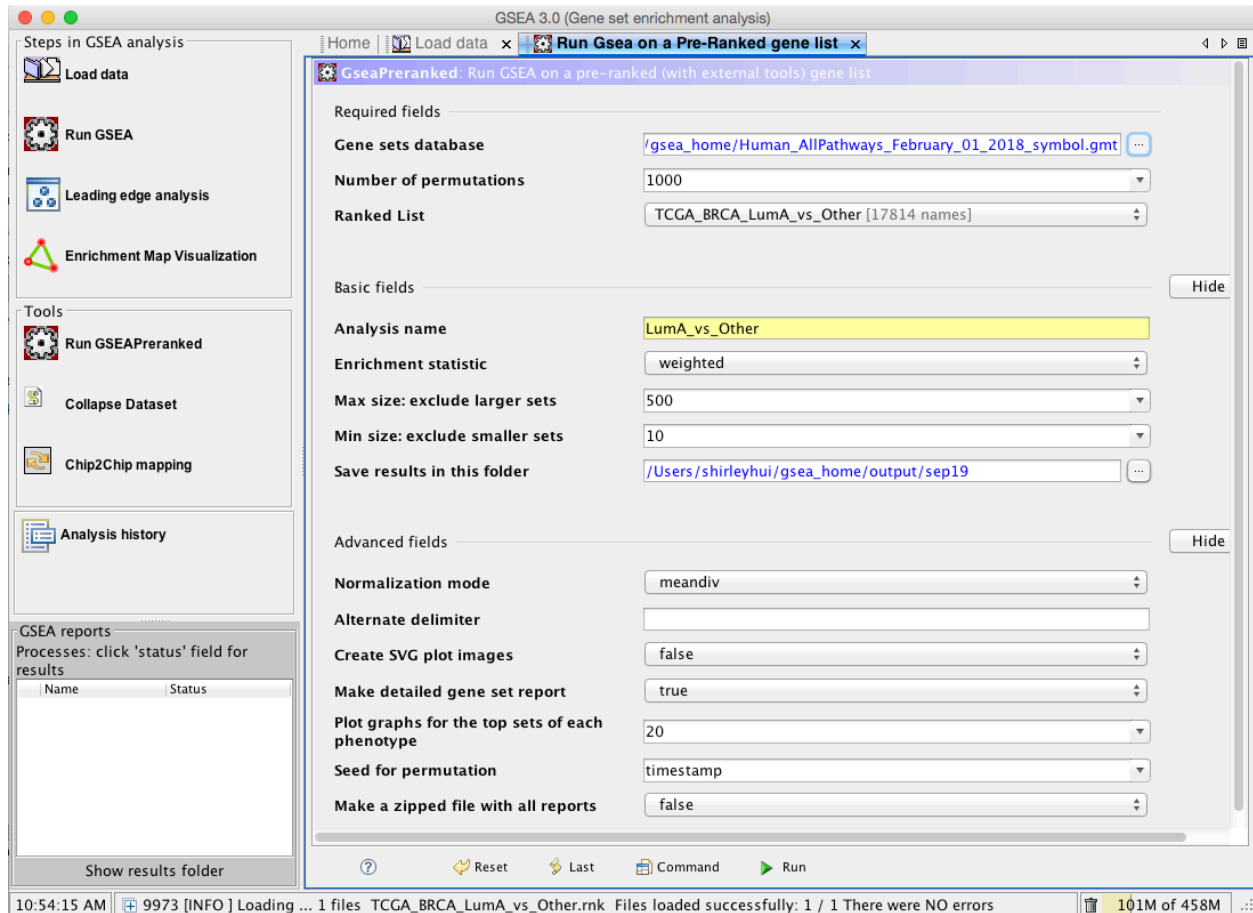 GSEA 3.0 (Gene set enrichment analysis)
Steps in GSEA analysis
Load data
Run GSEA
Leading edge analysis
Enrichment Map Visualization
Tools
Run GSEAPreranked
Collapse Dataset
Chip2Chip mapping
Analysis history
GSEA reports
Processes: click 'status' field for
results
Name Status
Show results folder
Home Load data x Run Gsea on a Pre-Ranked gene list x
GseaPreranked: Run GSEA on a pre-ranked (with external tools) gene list
Required fields
Gene sets database /gsea_home/Human_AllPathways_February_01_2018_symbol.gmt ...
Number of permutations 1000
Ranked List TCGA_BRCA_LumA_vs_Other [17814 names]
Basic fields Hide
Analysis name LumA_vs_Other
Enrichment statistic weighted
Max size: exclude larger sets 500
Min size: exclude smaller sets 10
Save results in this folder /Users/shirleyhui/gsea_home/output/sep19 ...
Advanced fields Hide
Normalization mode meandiv
Alternate delimiter
Create SVG plot images false
Make detailed gene set report true
Plot graphs for the top sets of each
phenotype 20
Seed for permutation timestamp
Make a zipped file with all reports false
? Reset Last Command Run
10:54:15 AM 9973 [INFO ] Loading ... 1 files TCGA_BRCA_LumA_vs_Other.rnk Files loaded successfully: 1 / 1 There were NO errors 101M of 458M